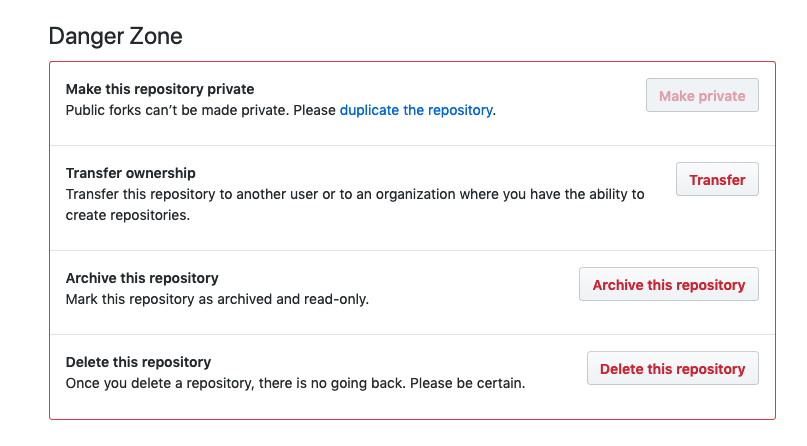 Danger Zone
Make this repository private
Public forks can’t be made private. Please duplicate the repository.
Make private
Transfer ownership
Transfer this repository to another user or to an organization where you have the ability to
create repositories.
Transfer
Archive this repository
Mark this repository as archived and read-only.
Archive this repository
Delete this repository
Once you delete a repository, there is no going back. Please be certain.
Delete this repository